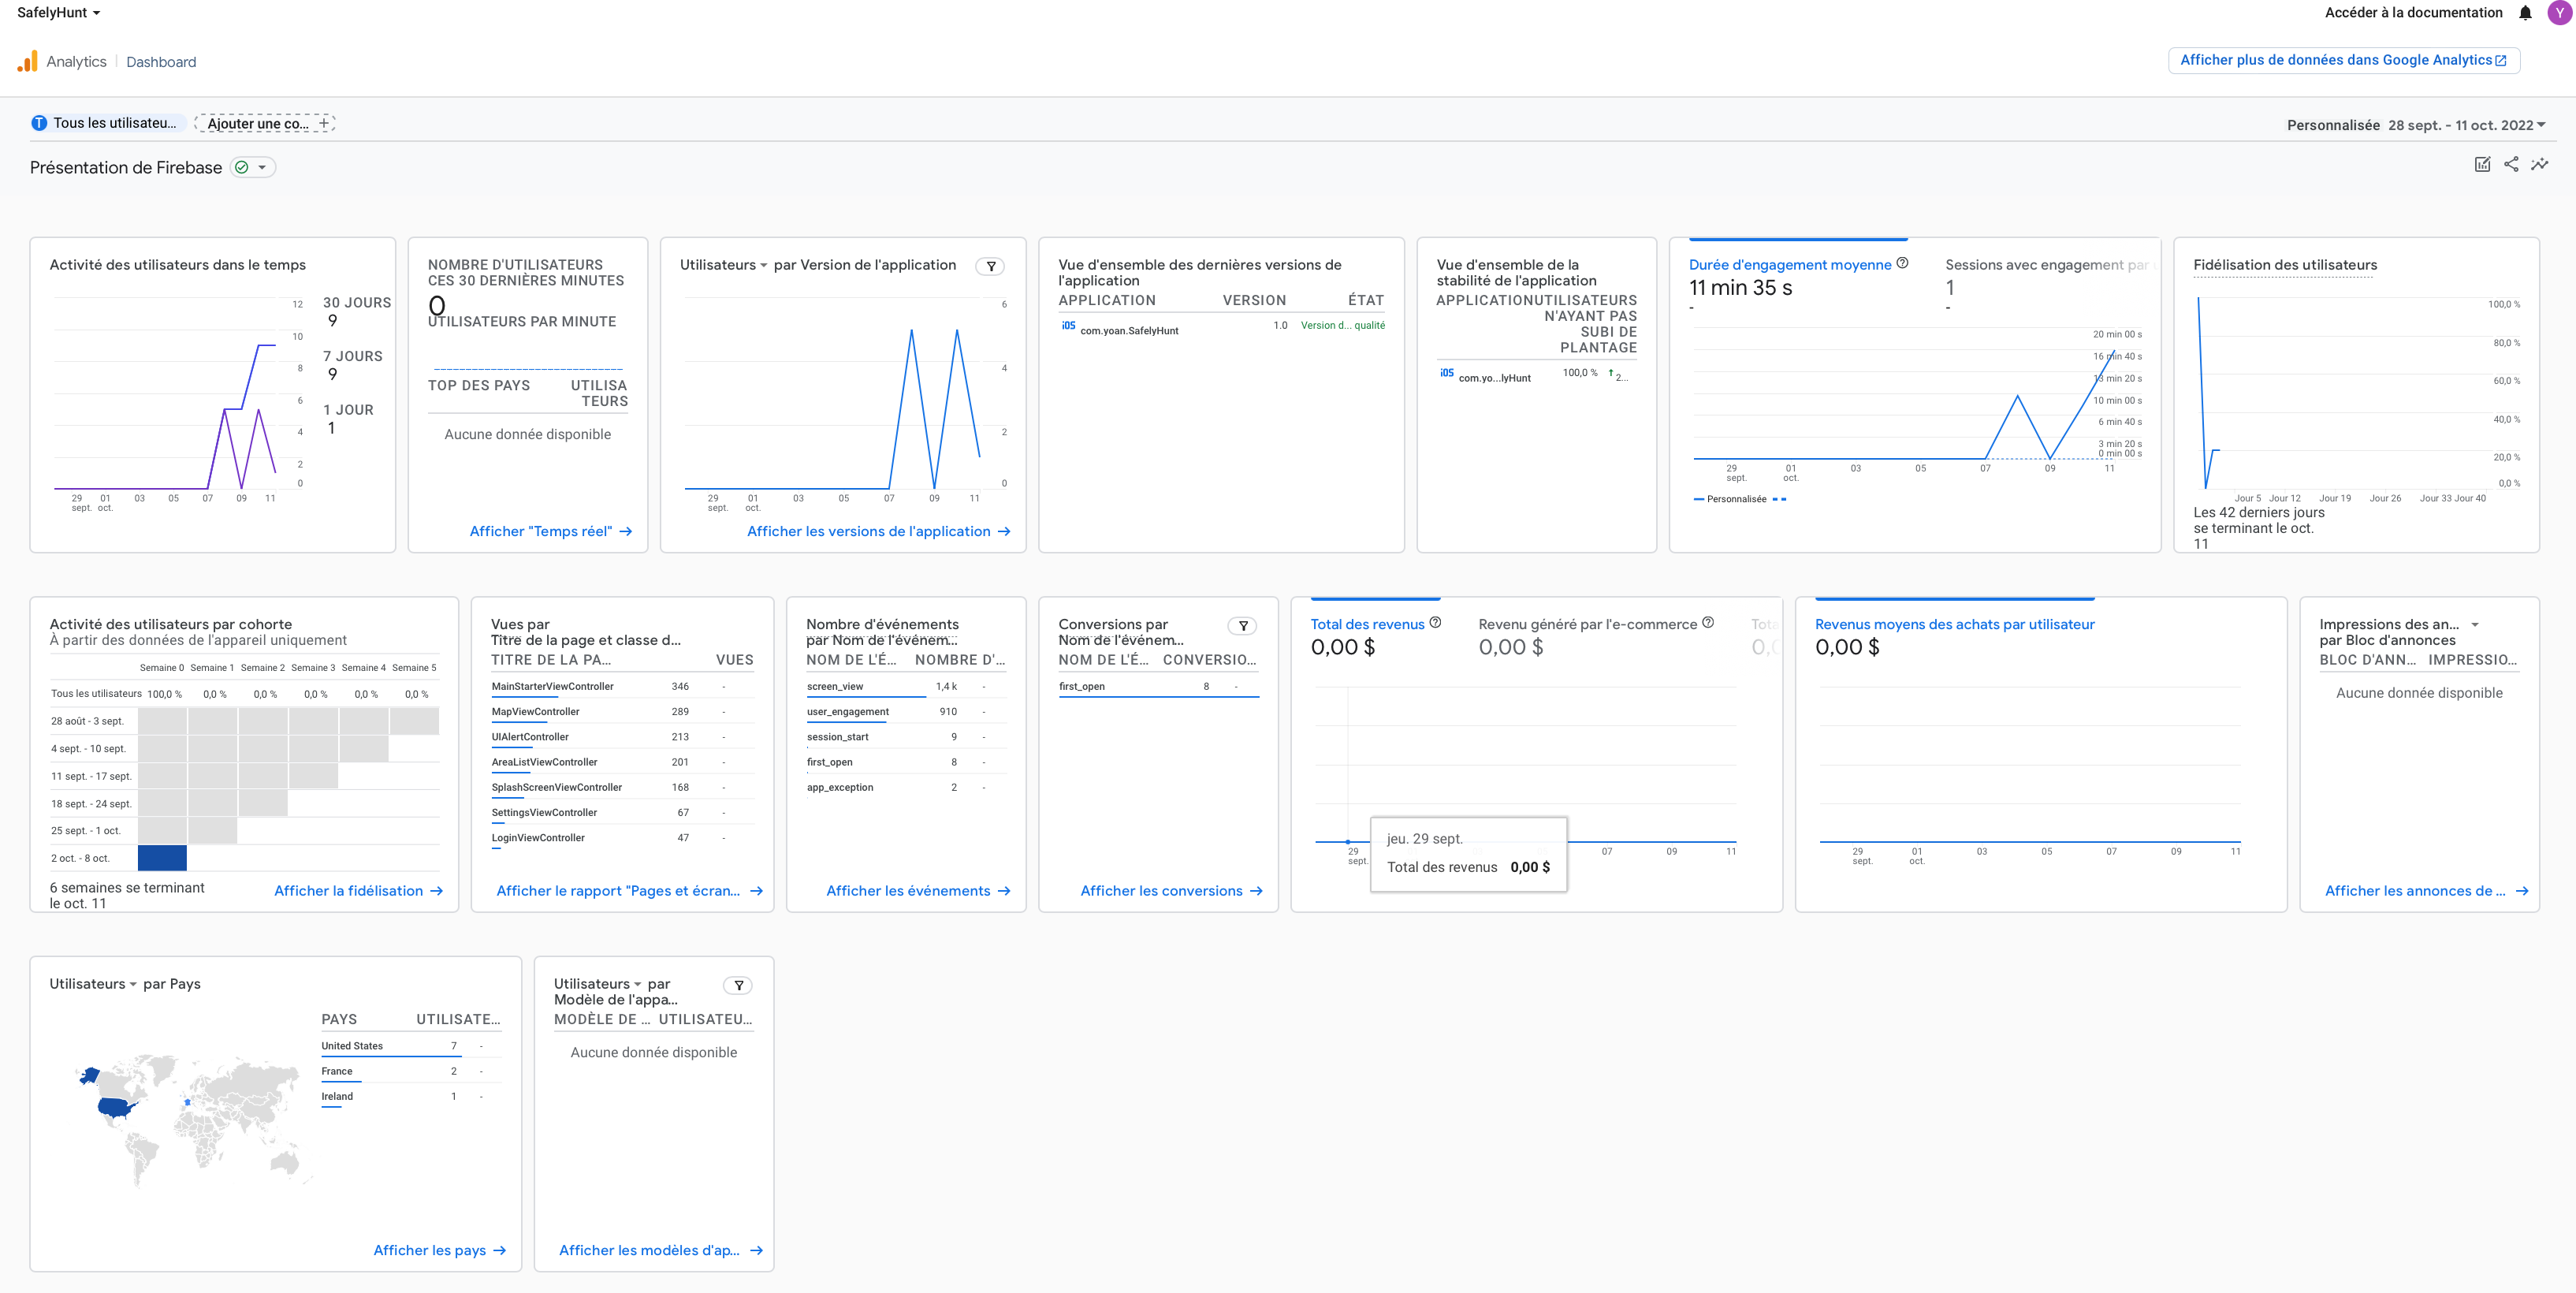 SafelyHunt
Accéder à la documentation
Y
Analytics | Dashboard
Afficher plus de données dans Google Analytics
T Tous les utilisateu...
Ajouter une co... +
Personnalisée 28 sept. - 11 oct. 2022
Présentation de Firebase
Activité des utilisateurs dans le temps
12
10
8
6
4
2
0
29 sept.
01 oct.
03
05
07
09
11
30 JOURS
9
7 JOURS
9
1 JOUR
1
NOMBRE D'UTILISATEURS
CES 30 DERNIÈRES MINUTES
0
UTILISATEURS PAR MINUTE
TOP DES PAYS
UTILISA
TEURS
Aucune donnée disponible
Afficher "Temps réel" →
Utilisateurs par Version de l'application
6
4
2
0
29 sept.
01 oct.
03
05
07
09
11
Afficher les versions de l'application →
Vue d'ensemble des dernières versions de
l'application
APPLICATION VERSION ÉTAT
iOS com.yoan.SafelyHunt 1.0 Version d... qualité
Vue d'ensemble de la
stabilité de l'application
APPLICATION UTILISATEURS
N'AYANT PAS
SUBI DE
PLANTAGE
iOS com.yo...lyHunt 100,0 % ↑ 2...
Durée d'engagement moyenne
11 min 35 s
-
Sessions avec engagement par
1
-
20 min 00 s
16 min 40 s
13 min 20 s
10 min 00 s
6 min 40 s
3 min 20 s
0 min 00 s
29 sept.
01 oct.
03
05
07
09
11
Personnalisée
Fidélisation des utilisateurs
100,0 %
80,0 %
60,0 %
40,0 %
20,0 %
0,0 %
Jour 5 Jour 12 Jour 19 Jour 26 Jour 33 Jour 40
Les 42 derniers jours
se terminant le oct.
11
Activité des utilisateurs par cohorte
À partir des données de l'appareil uniquement
Semaine 0 Semaine 1 Semaine 2 Semaine 3 Semaine 4 Semaine 5
Tous les utilisateurs 100,0 % 0,0 % 0,0 % 0,0 % 0,0 % 0,0 %
28 août - 3 sept.
4 sept. - 10 sept.
11 sept. - 17 sept.
18 sept. - 24 sept.
25 sept. - 1 oct.
2 oct. - 8 oct.
6 semaines se terminant
le oct. 11
Afficher la fidélisation →
Vues par
Titre de la page et classe d...
TITRE DE LA PA... VUES
MainStarterViewController 346 -
MapViewController 289 -
UIAlertController 213 -
AreaListViewController 201 -
SplashScreenViewController 168 -
SettingsViewController 67 -
LoginViewController 47 -
Afficher le rapport "Pages et écran... →
Nombre d'événements
par Nom de l'événem...
NOM DE L'É... NOMBRE D'...
screen_view 1,4 k -
user_engagement 910 -
session_start 9 -
first_open 8 -
app_exception 2 -
Afficher les événements →
Conversions par
Nom de l'événem...
NOM DE L'É... CONVERSIO...
first_open 8 -
Afficher les conversions →
Total des revenus
0,00 $
Revenu généré par l'e-commerce
0,00 $
Tota
0,0
29 sept.
07
09
11
jeu. 29 sept.
Total des revenus 0,00 $
Revenus moyens des achats par utilisateur
0,00 $
29 sept.
01 oct.
03
05
07
09
11
Impressions des an...
par Bloc d'annonces
BLOC D'ANN... IMPRESSIO...
Aucune donnée disponible
Afficher les annonces de ... →
Utilisateurs par Pays
PAYS UTILISATE...
United States 7 -
France 2 -
Ireland 1 -
Afficher les pays →
Utilisateurs par
Modèle de l'appa...
MODÈLE DE ... UTILISATEU...
Aucune donnée disponible
Afficher les modèles d'ap... →